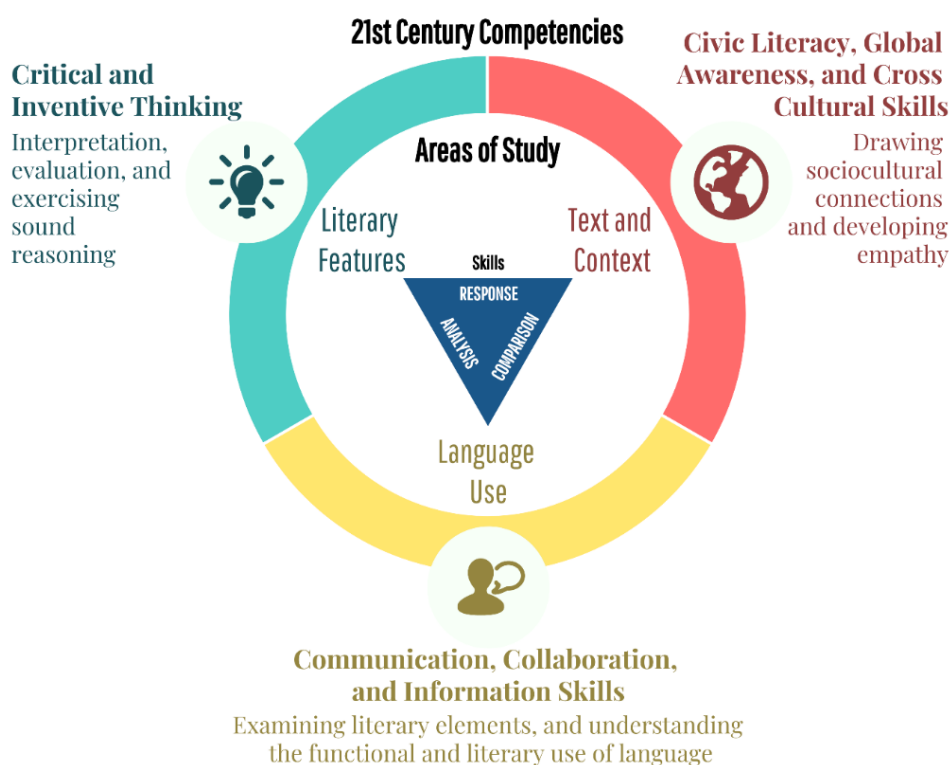 21st Century Competencies
Critical and
Inventive Thinking
Interpretation,
evaluation, and
exercising
sound
reasoning
Civic Literacy, Global
Awareness, and Cross
Cultural Skills
Drawing
sociocultural
connections
and developing
empathy
Areas of Study
Literary
Features
Text and
Context
Skills
RESPONSE
ANALYSIS
COMPARISON
Language
Use
Communication, Collaboration,
and Information Skills
Examining literary elements, and understanding
the functional and literary use of language